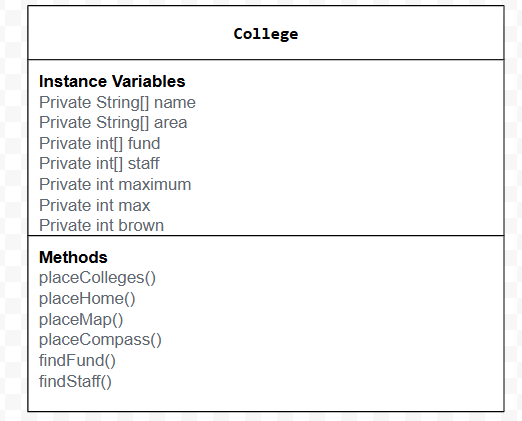 College
Instance Variables
Private String[] name
Private String[] area
Private int[] fund
Private int[] staff
Private int maximum
Private int max
Private int brown
Methods
placeColleges()
placeHome()
placeMap()
placeCompass()
findFund()
findStaff()